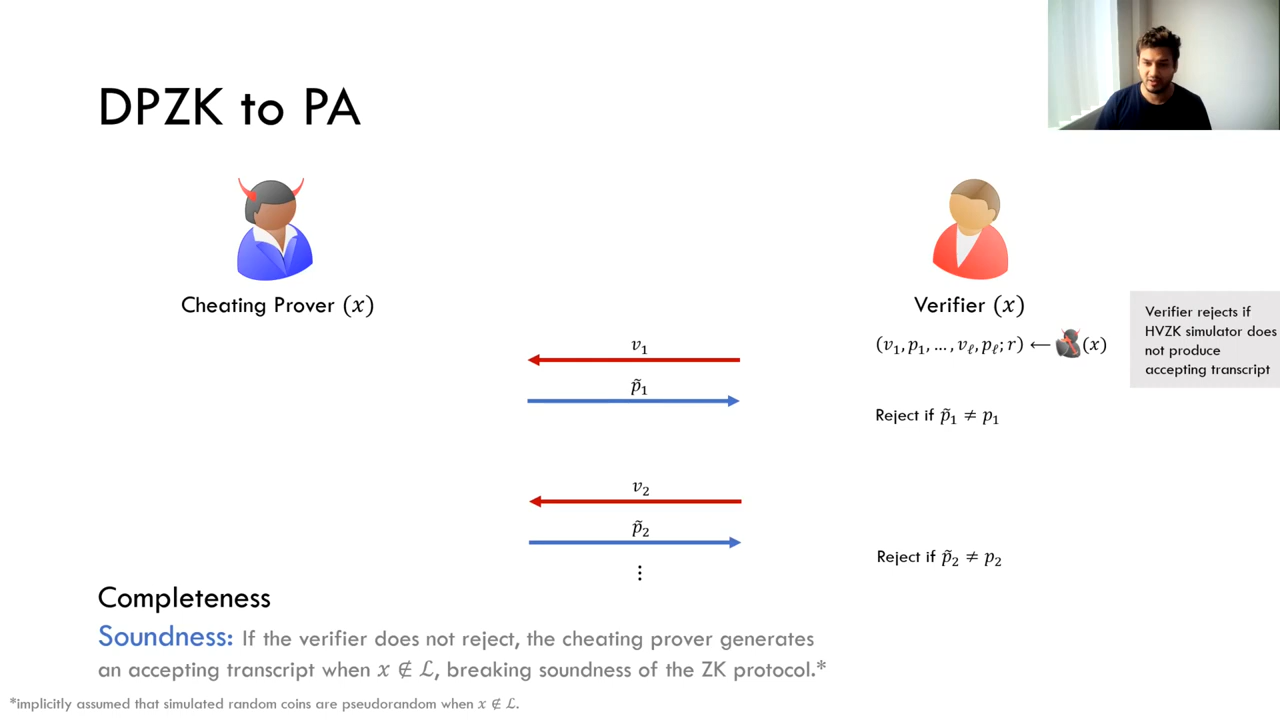 DPZK to PA
Cheating Prover (𝑥)
Verifier (𝑥)
(𝑣₁, 𝑝₁, … , 𝑣ℓ, 𝑝ℓ; 𝑟) ← (𝑥)
Verifier rejects if
HVZK simulator does
not produce
accepting transcript
𝑣₁
𝑝̃₁
Reject if 𝑝̃₁ ≠ 𝑝₁
𝑣₂
𝑝̃₂
Reject if 𝑝̃₂ ≠ 𝑝₂
⋮
Completeness
Soundness: If the verifier does not reject, the cheating prover generates
an accepting transcript when 𝑥 ∉ ℒ, breaking soundness of the ZK protocol.*
*implicitly assumed that simulated random coins are pseudorandom when 𝑥 ∉ ℒ.